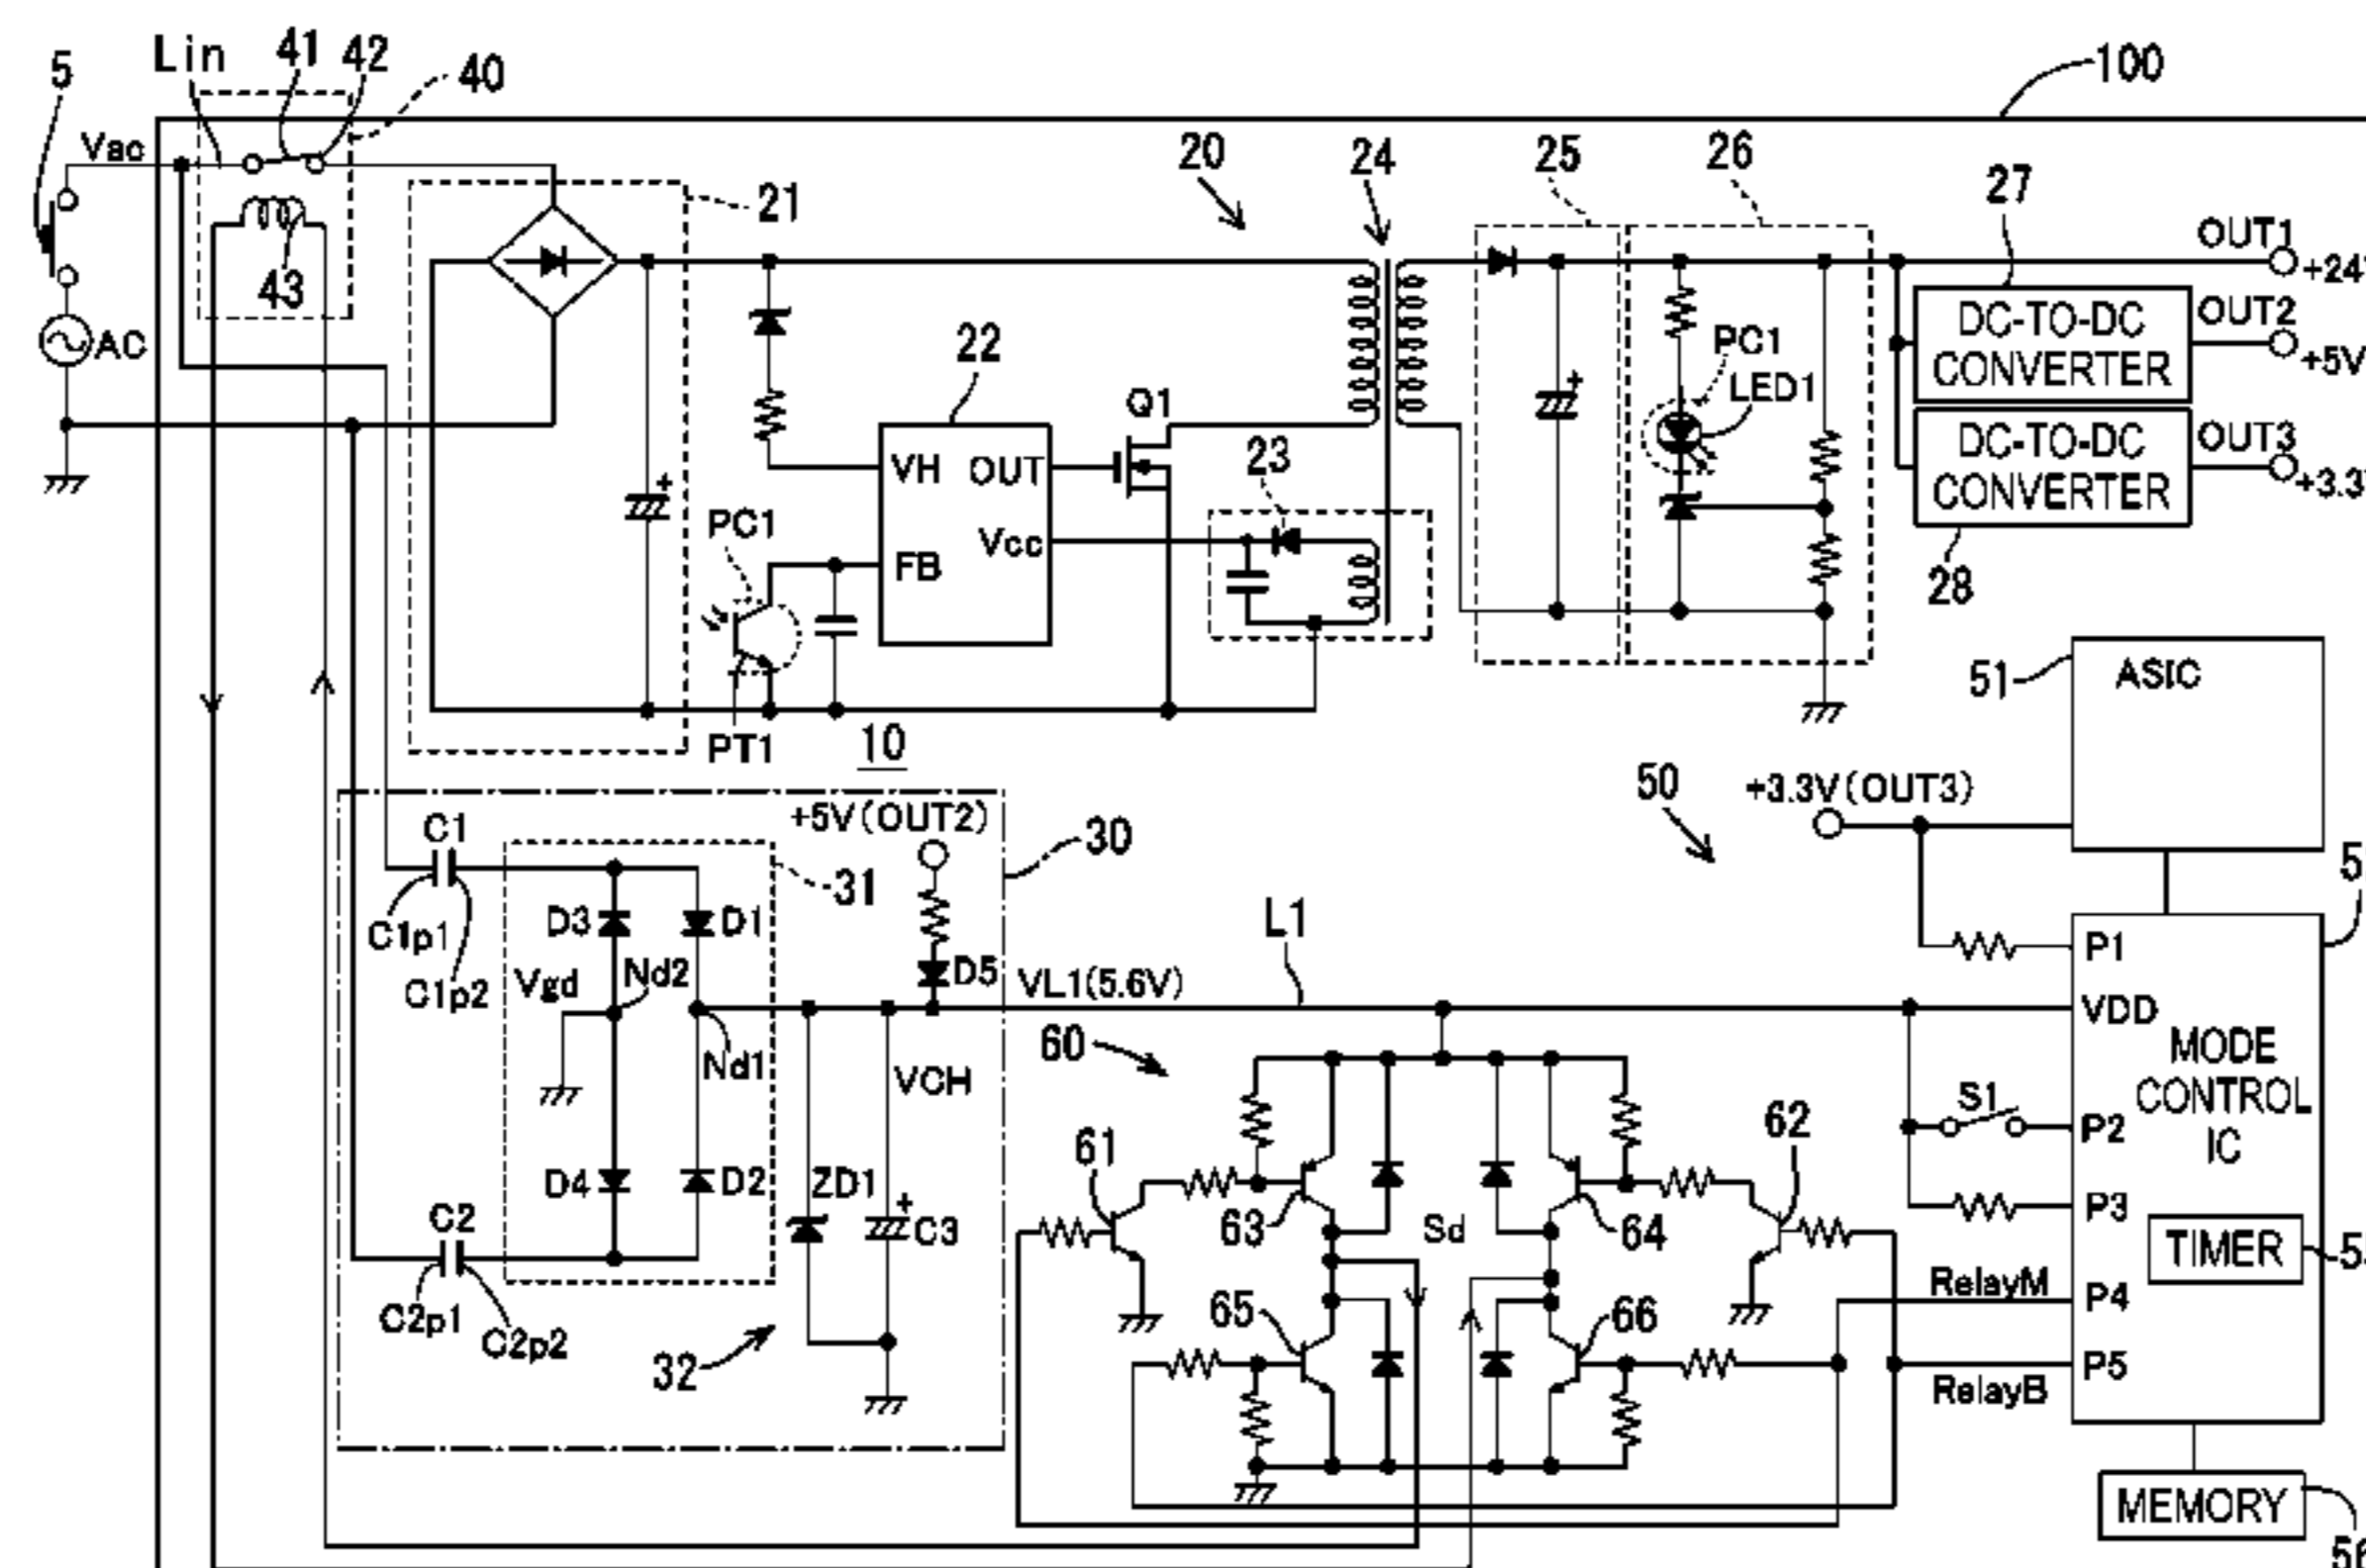 5
Lin
41
42
40
100
Vac
20
24
25
26
27
21
43
AC
OUT1
DC-TO-DC
CONVERTER
OUT2
+5V
22
Q1
PC1
LED1
DC-TO-DC
CONVERTER
OUT3
28
VH
OUT
23
PC1
Vcc
FB
PT1
10
51
ASIC
50
+3.3V(OUT3)
+5V(OUT2)
30
C1
31
C1p1
C1p2
D3
D1
Vgd
Nd2
D5
VL1(5.6V)
L1
P1
VDD
Nd1
VCH
60
MODE
CONTROL
IC
S1
P2
61
62
D4
D2
ZD1
C3
63
Sd
64
P3
TIMER
C2
C2p1
C2p2
32
65
66
RelayM
P4
RelayB
P5
MEMORY